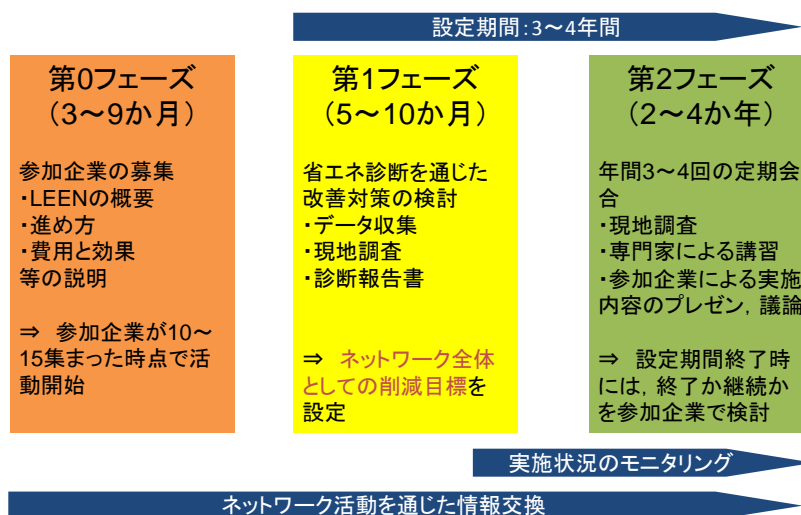 設定期間:3～4年間
第0フェーズ
（3～9か月）
参加企業の募集
・LEENの概要
・進め方
・費用と効果
等の説明
⇒ 参加企業が10～
15集まった時点で活
動開始
第1フェーズ
（5～10か月）
省エネ診断を通じた
改善対策の検討
・データ収集
・現地調査
・診断報告書
⇒ ネットワーク全体
としての削減目標を
設定
第2フェーズ
（2～4か年）
年間3～4回の定期会
合
・現地調査
・専門家による講習
・参加企業による実施
内容のプレゼン，議論
⇒ 設定期間終了時
には，終了か継続か
を参加企業で検討
実施状況のモニタリング
ネットワーク活動を通じた情報交換